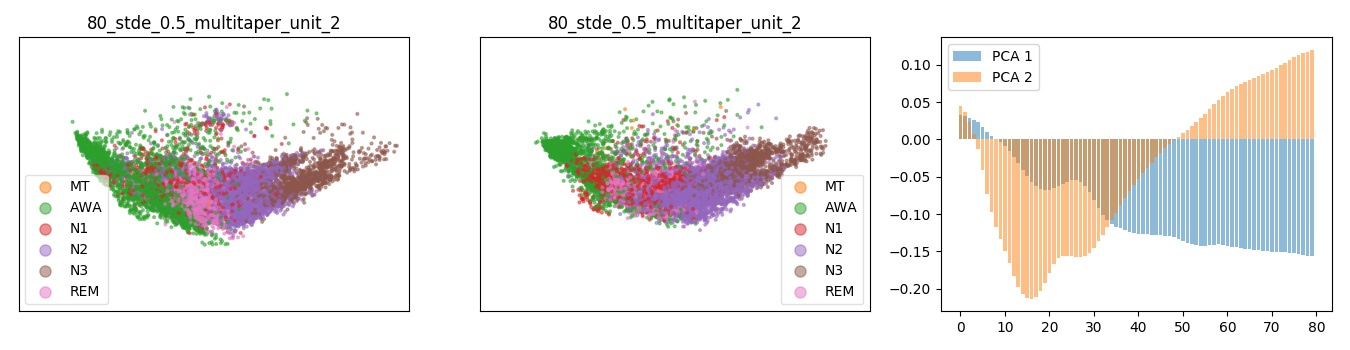 80_stde_0.5_multitaper_unit_2
MT
AWA
N1
N2
N3
REM
80_stde_0.5_multitaper_unit_2
MT
AWA
N1
N2
N3
REM
PCA 1
PCA 2
0.10
0.05
0.00
−0.05
−0.10
−0.15
−0.20
0 10 20 30 40 50 60 70 80